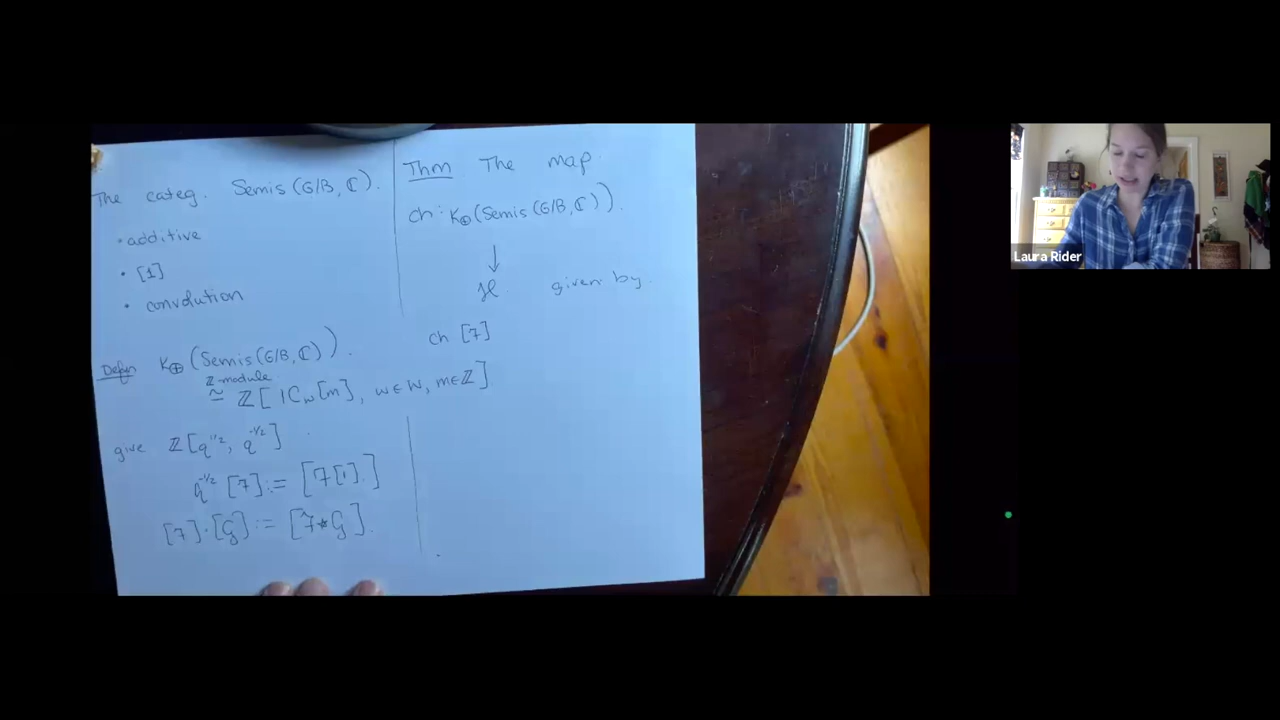 The categ. Semis (G/B, ℂ).
• additive
• [1]
• convolution
Defn K⊕ (Semis (G/B, ℂ)).
ℤ-module
≅ ℤ[ IC_w[m], w∈W, m∈ℤ]
give ℤ[q^{1/2}, q^{-1/2}]
q^{-1/2} [F] := [F[1].]
[F]·[G] := [F⋆G].
Thm The map
ch: K⊕(Semis (G/B, ℂ)).
↓
ℋ given by.
ch [F]
Laura Rider